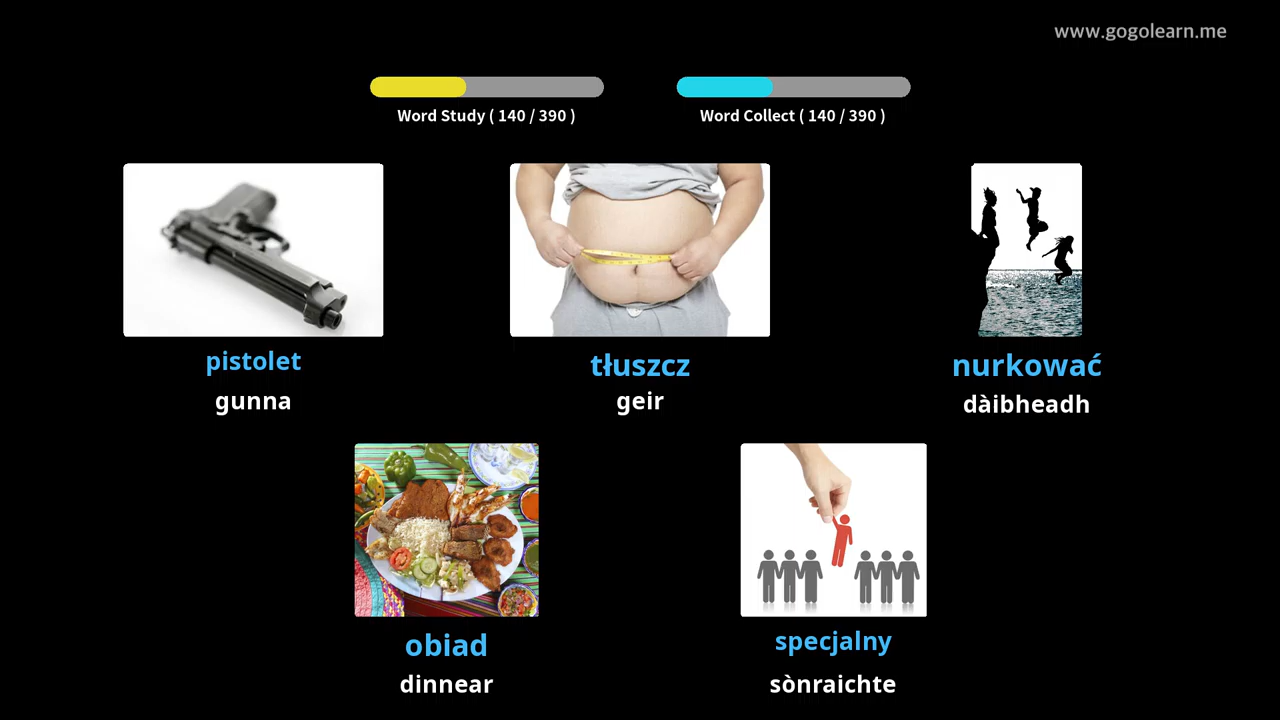 www.gogolearn.me
Word Study ( 140 / 390 )
Word Collect ( 140 / 390 )
pistolet
gunna
tłuszcz
geir
nurkować
dàibheadh
obiad
dinnear
specjalny
sònraichte